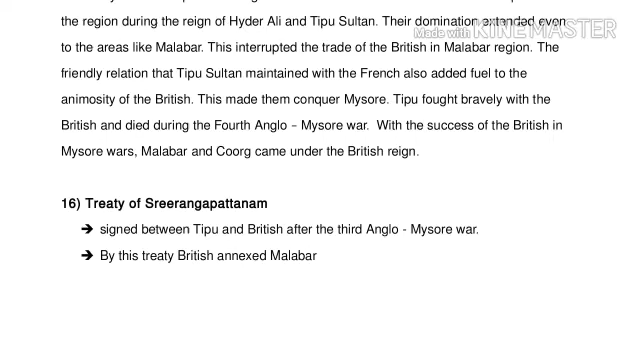 the region during the reign of Hyder Ali and Tipu Sultan. Their domination extended even
Made with KINEMASTER
to the areas like Malabar. This interrupted the trade of the British in Malabar region. The
friendly relation that Tipu Sultan maintained with the French also added fuel to the
animosity of the British. This made them conquer Mysore. Tipu fought bravely with the
British and died during the Fourth Anglo – Mysore war. With the success of the British in
Mysore wars, Malabar and Coorg came under the British reign.
16) Treaty of Sreerangapattanam
➔ signed between Tipu and British after the third Anglo - Mysore war.
➔ By this treaty British annexed Malabar